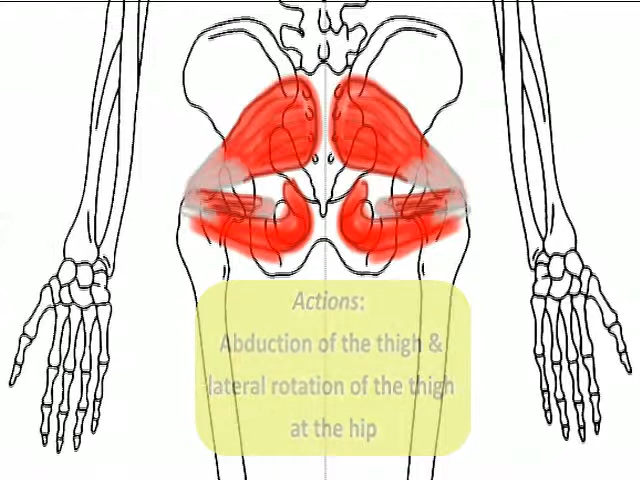 Actions:
Abduction of the thigh &
lateral rotation of the thigh
at the hip